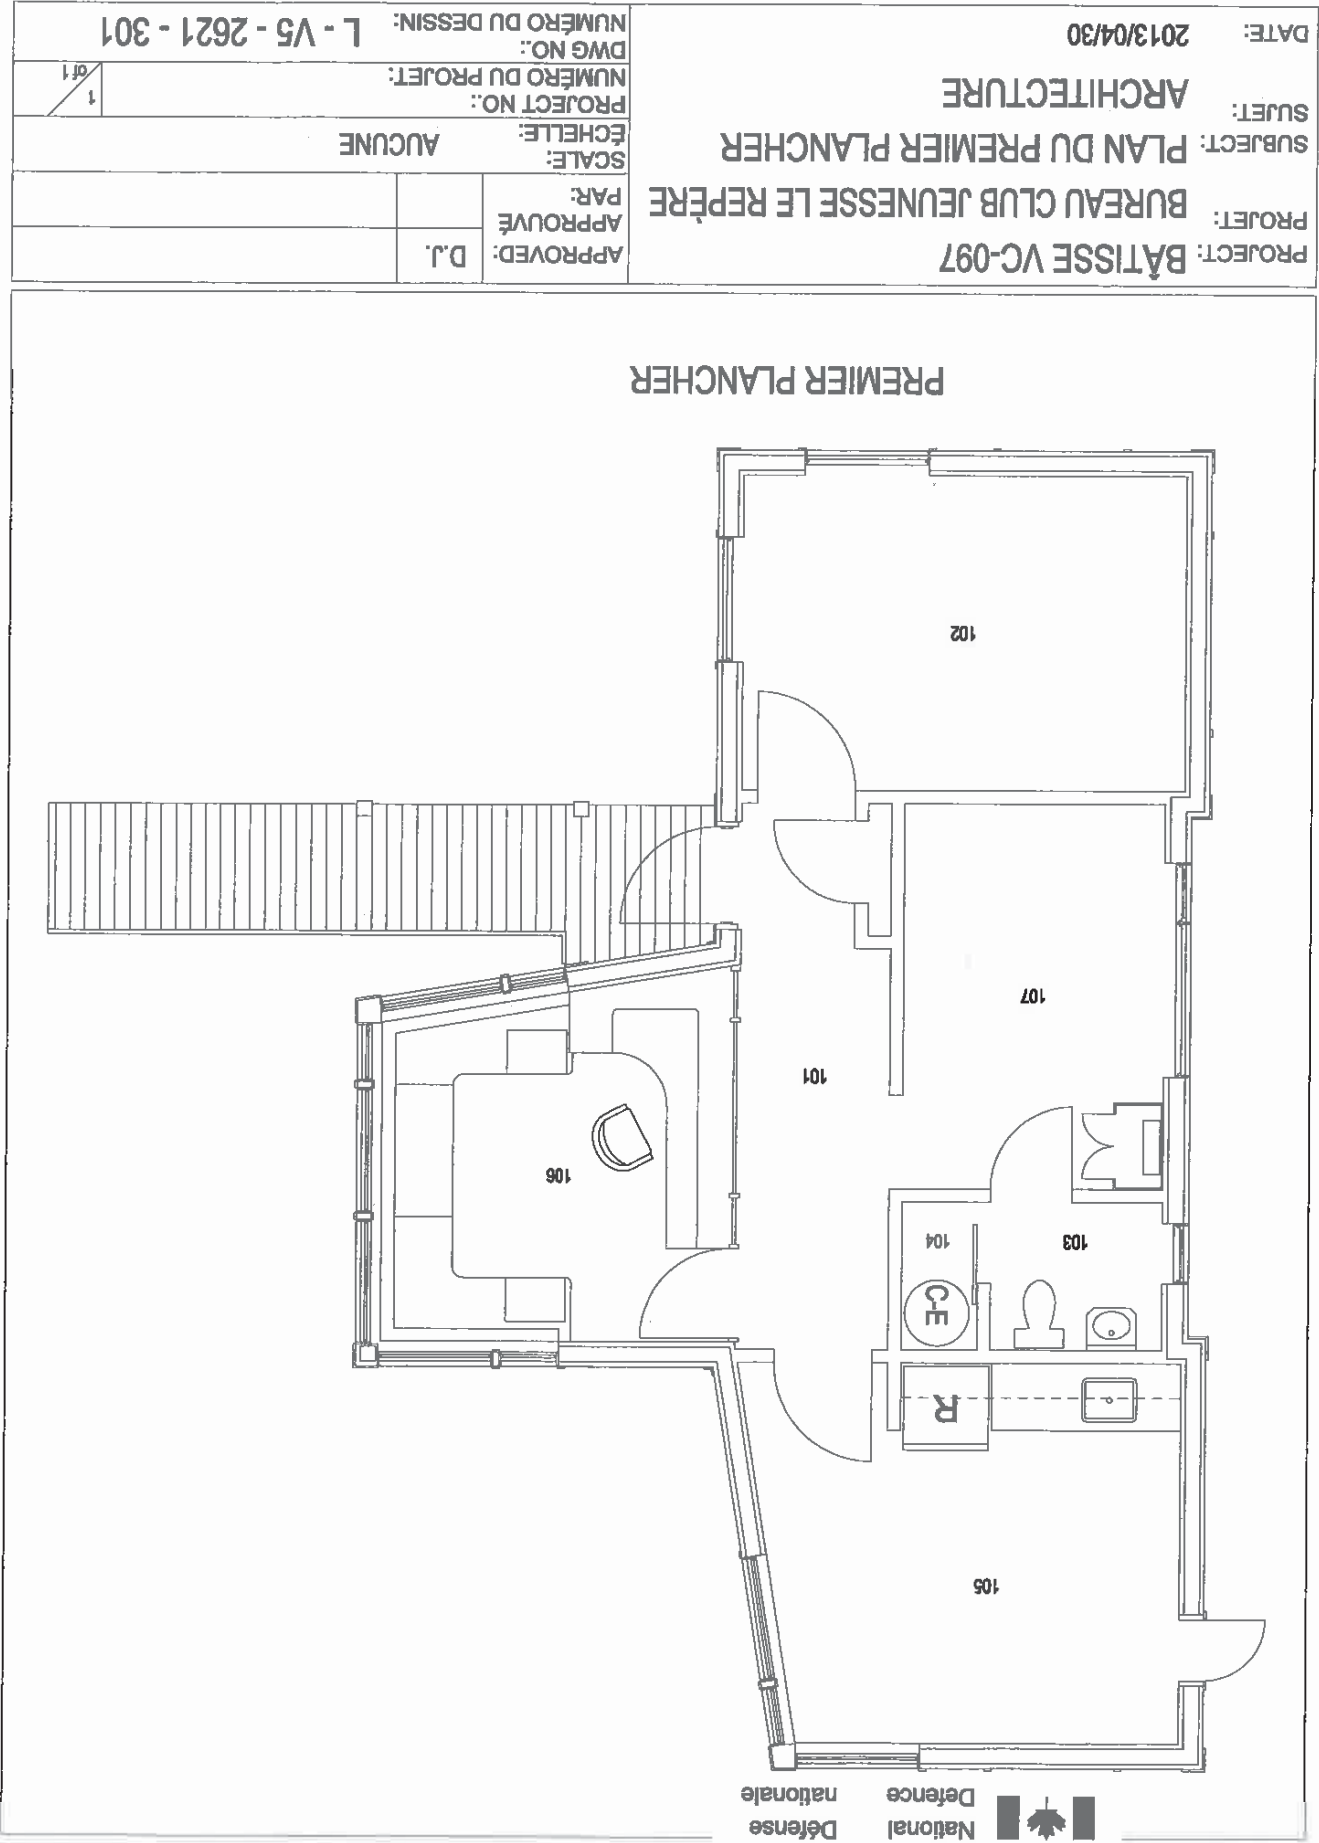 National Défense
Defence nationale
105
R
C-E
103
104
106
101
107
102
PREMIER PLANCHER
PROJECT: BÂTISSE VC-097
PROJET: BUREAU CLUB JEUNESSE LE REPÈRE
SUBJECT: PLAN DU PREMIER PLANCHER
SUJET: ARCHITECTURE
DATE: 2013/04/30
APPROVED: D.J.
APPROUVÉ
PAR:
SCALE:
ÉCHELLE: AUCUNE
PROJECT NO.:
NUMÉRO DU PROJET:
1
of 1
DWG NO.:
NUMÉRO DU DESSIN: L - V5 - 2621 - 301